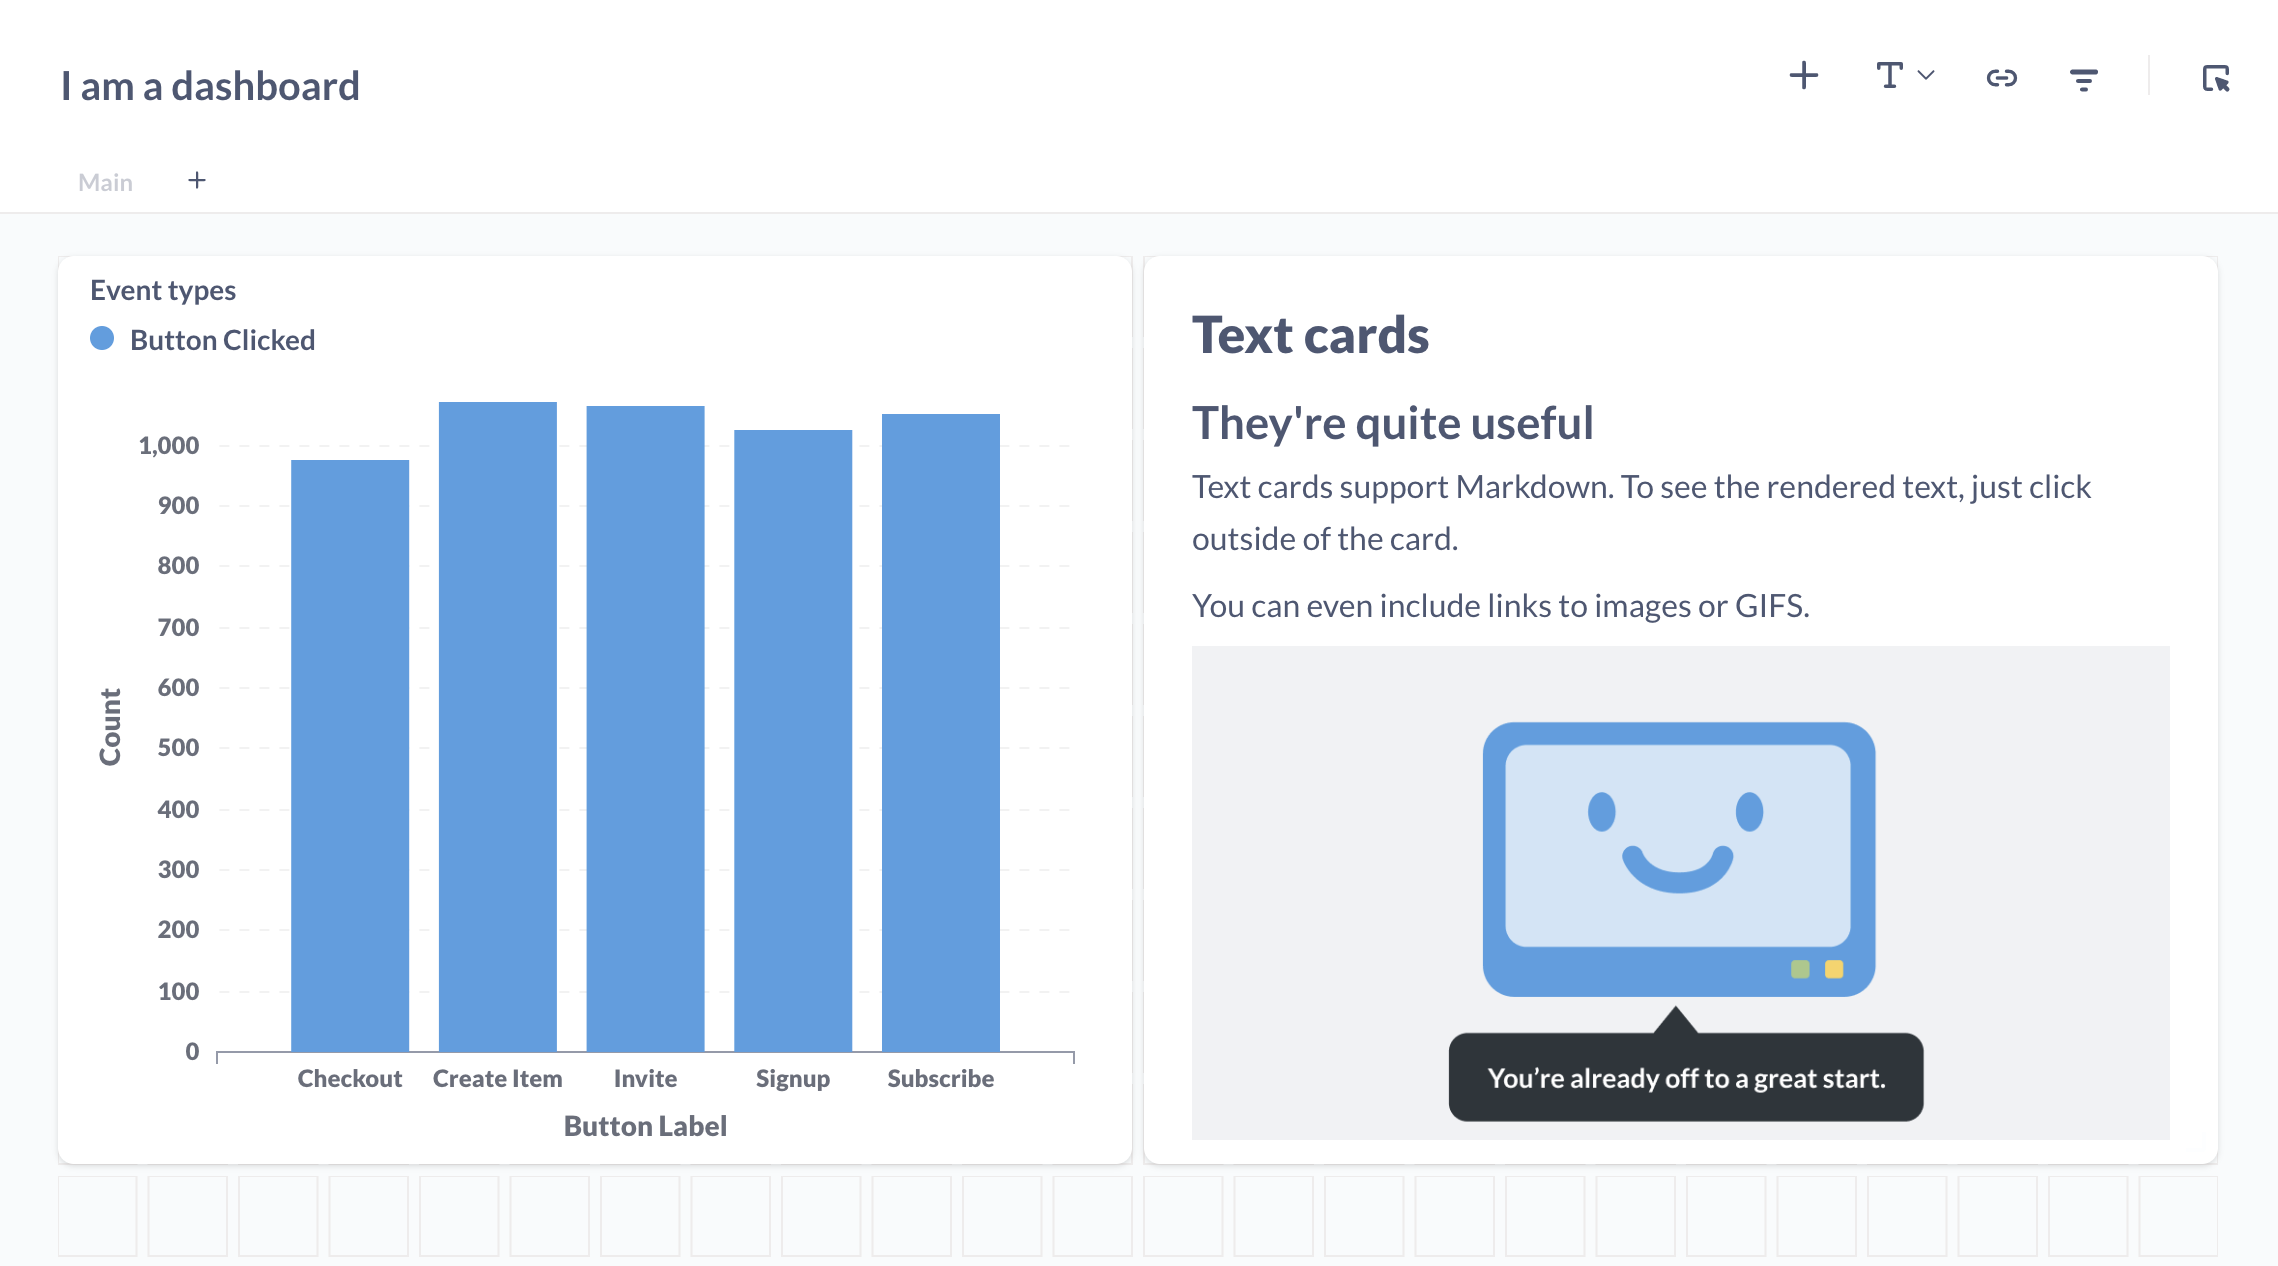 I am a dashboard
Main
Event types
Button Clicked
1,000
900
800
700
600
500
400
300
200
100
0
Count
Checkout Create Item Invite Signup Subscribe
Button Label
Text cards
They're quite useful
Text cards support Markdown. To see the rendered text, just click
outside of the card.
You can even include links to images or GIFS.
You’re already off to a great start.